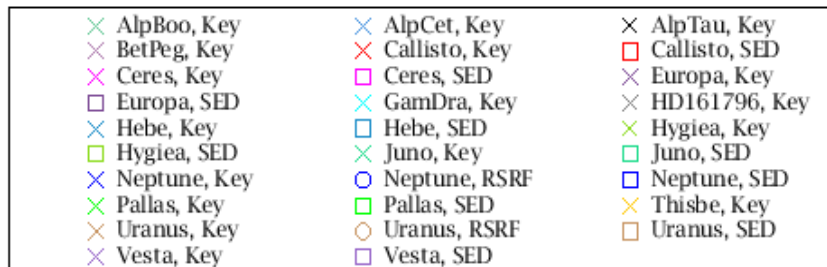 AlpBoo, Key AlpCet, Key AlpTau, Key
BetPeg, Key Callisto, Key Callisto, SED
Ceres, Key Ceres, SED Europa, Key
Europa, SED GamDra, Key HD161796, Key
Hebe, Key Hebe, SED Hygiea, Key
Hygiea, SED Juno, Key Juno, SED
Neptune, Key Neptune, RSRF Neptune, SED
Pallas, Key Pallas, SED Thisbe, Key
Uranus, Key Uranus, RSRF Uranus, SED
Vesta, Key Vesta, SED